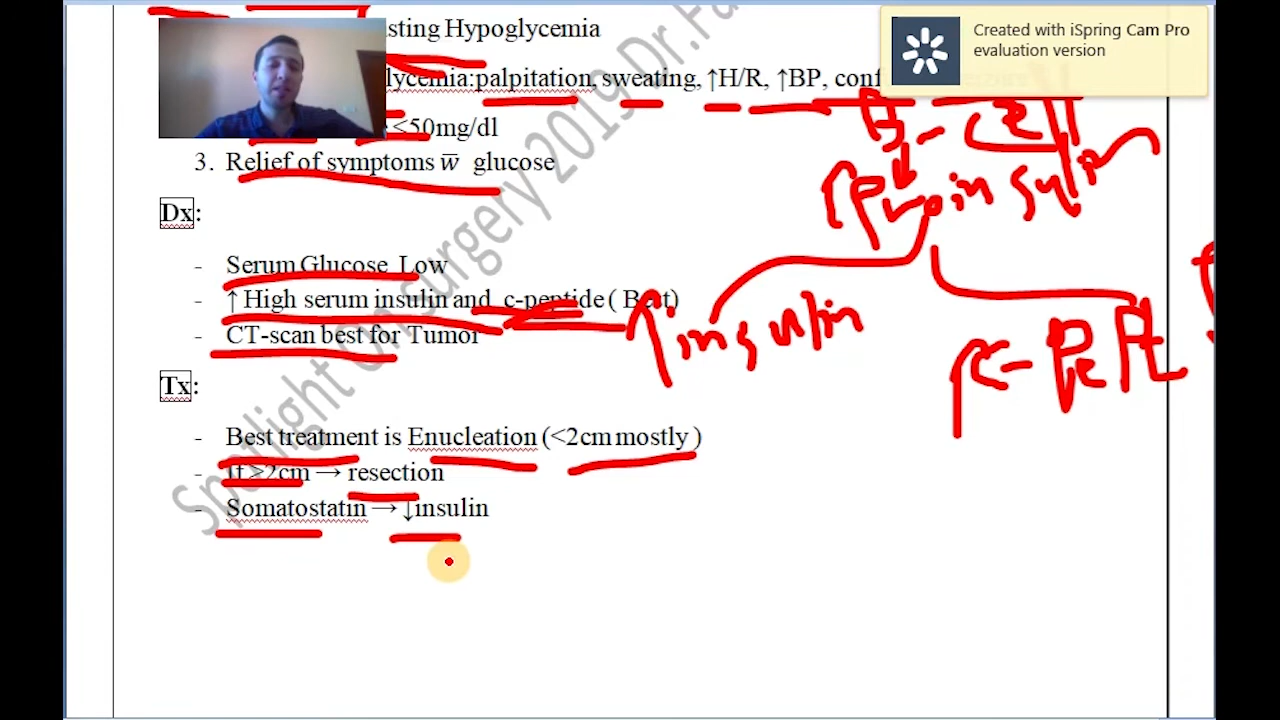 sting Hypoglycemia
Created with iSpring Cam Pro
evaluation version
lycemia:palpitation, sweating, ↑H/R, ↑BP, conf
<50mg/dl
3. Relief of symptoms w̅ glucose
proinsulin
Dx:
- Serum Glucose Low
- ↑ High serum insulin and c-peptide ( Best)
↑insulin
- CT-scan best for Tumor
Tx:
- Best treatment is Enucleation (<2cm mostly )
- If >2cm → resection
- Somatostatin → ↓insulin
Spotlight On surgery 2019 Dr.Fa